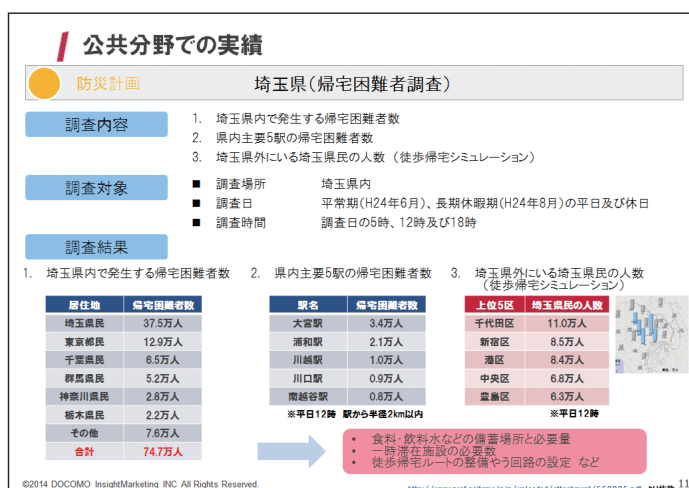 公共分野での実績
防災計画
埼玉県(帰宅困難者調査)
調査内容
1. 埼玉県内で発生する帰宅困難者数
2. 県内主要5駅の帰宅困難者数
3. 埼玉県外にいる埼玉県民の人数 (徒歩帰宅シミュレーション)
調査対象
■ 調査場所 埼玉県内
■ 調査日 平常期(H24年6月)、長期休暇期(H24年8月)の平日及び休日
■ 調査時間 調査日の5時、12時及び18時
調査結果
1. 埼玉県内で発生する帰宅困難者数
居住地 帰宅困難者数
埼玉県民 37.5万人
東京都民 12.9万人
千葉県民 6.5万人
群馬県民 5.2万人
神奈川県民 2.8万人
栃木県民 2.2万人
その他 7.6万人
合計 74.7万人
2. 県内主要5駅の帰宅困難者数
駅名 帰宅困難者数
大宮駅 3.4万人
浦和駅 2.1万人
川越駅 1.0万人
川口駅 0.9万人
南越谷駅 0.8万人
※平日12時 駅から半径2km以内
3. 埼玉県外にいる埼玉県民の人数
(徒歩帰宅シミュレーション)
上位5区 埼玉県民の人数
千代田区 11.0万人
新宿区 8.5万人
港区 8.4万人
中央区 6.8万人
豊島区 6.3万人
※平日12時
• 食料・飲料水などの備蓄場所と必要量
• 一時滞在施設の必要数
• 徒歩帰宅ルートの整備やう回路の設定 など
©2014 DOCOMO InsightMarketing INC All Rights Reserved.
11